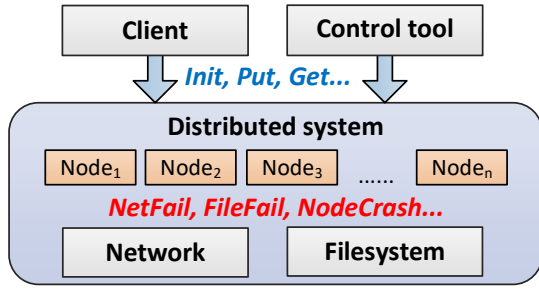 Client Control tool
Init, Put, Get...
Distributed system
Node1 Node2 Node3 ...... Noden
NetFail, FileFail, NodeCrash...
Network Filesystem